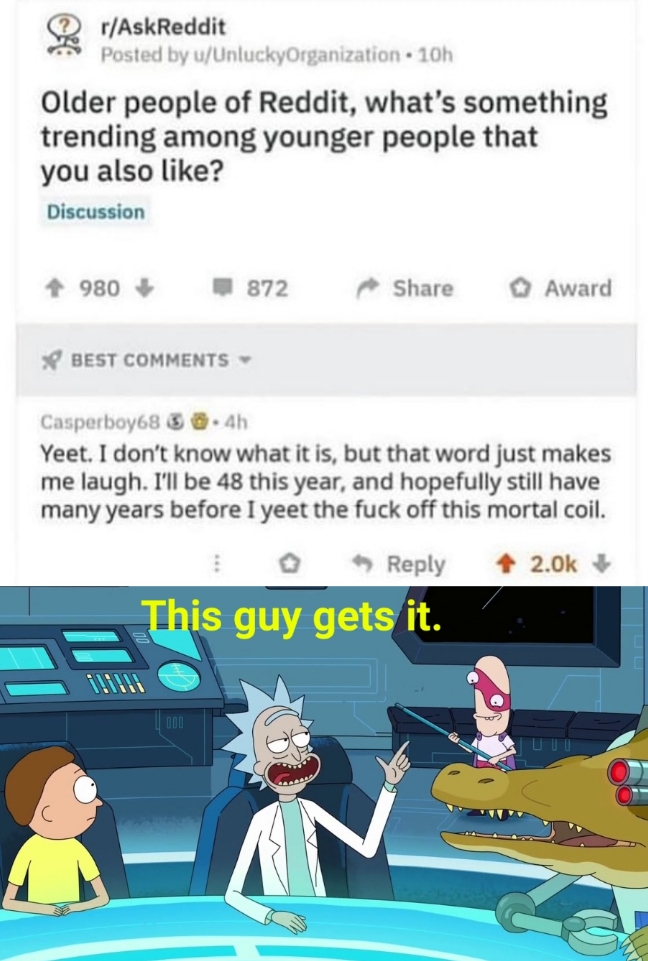 r/AskReddit
Posted by u/UnluckyOrganization • 10h
Older people of Reddit, what's something
trending among younger people that
you also like?
Discussion
980
872
Share
Award
BEST COMMENTS
Casperboy68 • 4h
Yeet. I don't know what it is, but that word just makes
me laugh. I'll be 48 this year, and hopefully still have
many years before I yeet the fuck off this mortal coil.
Reply
2.0k
This guy gets it.